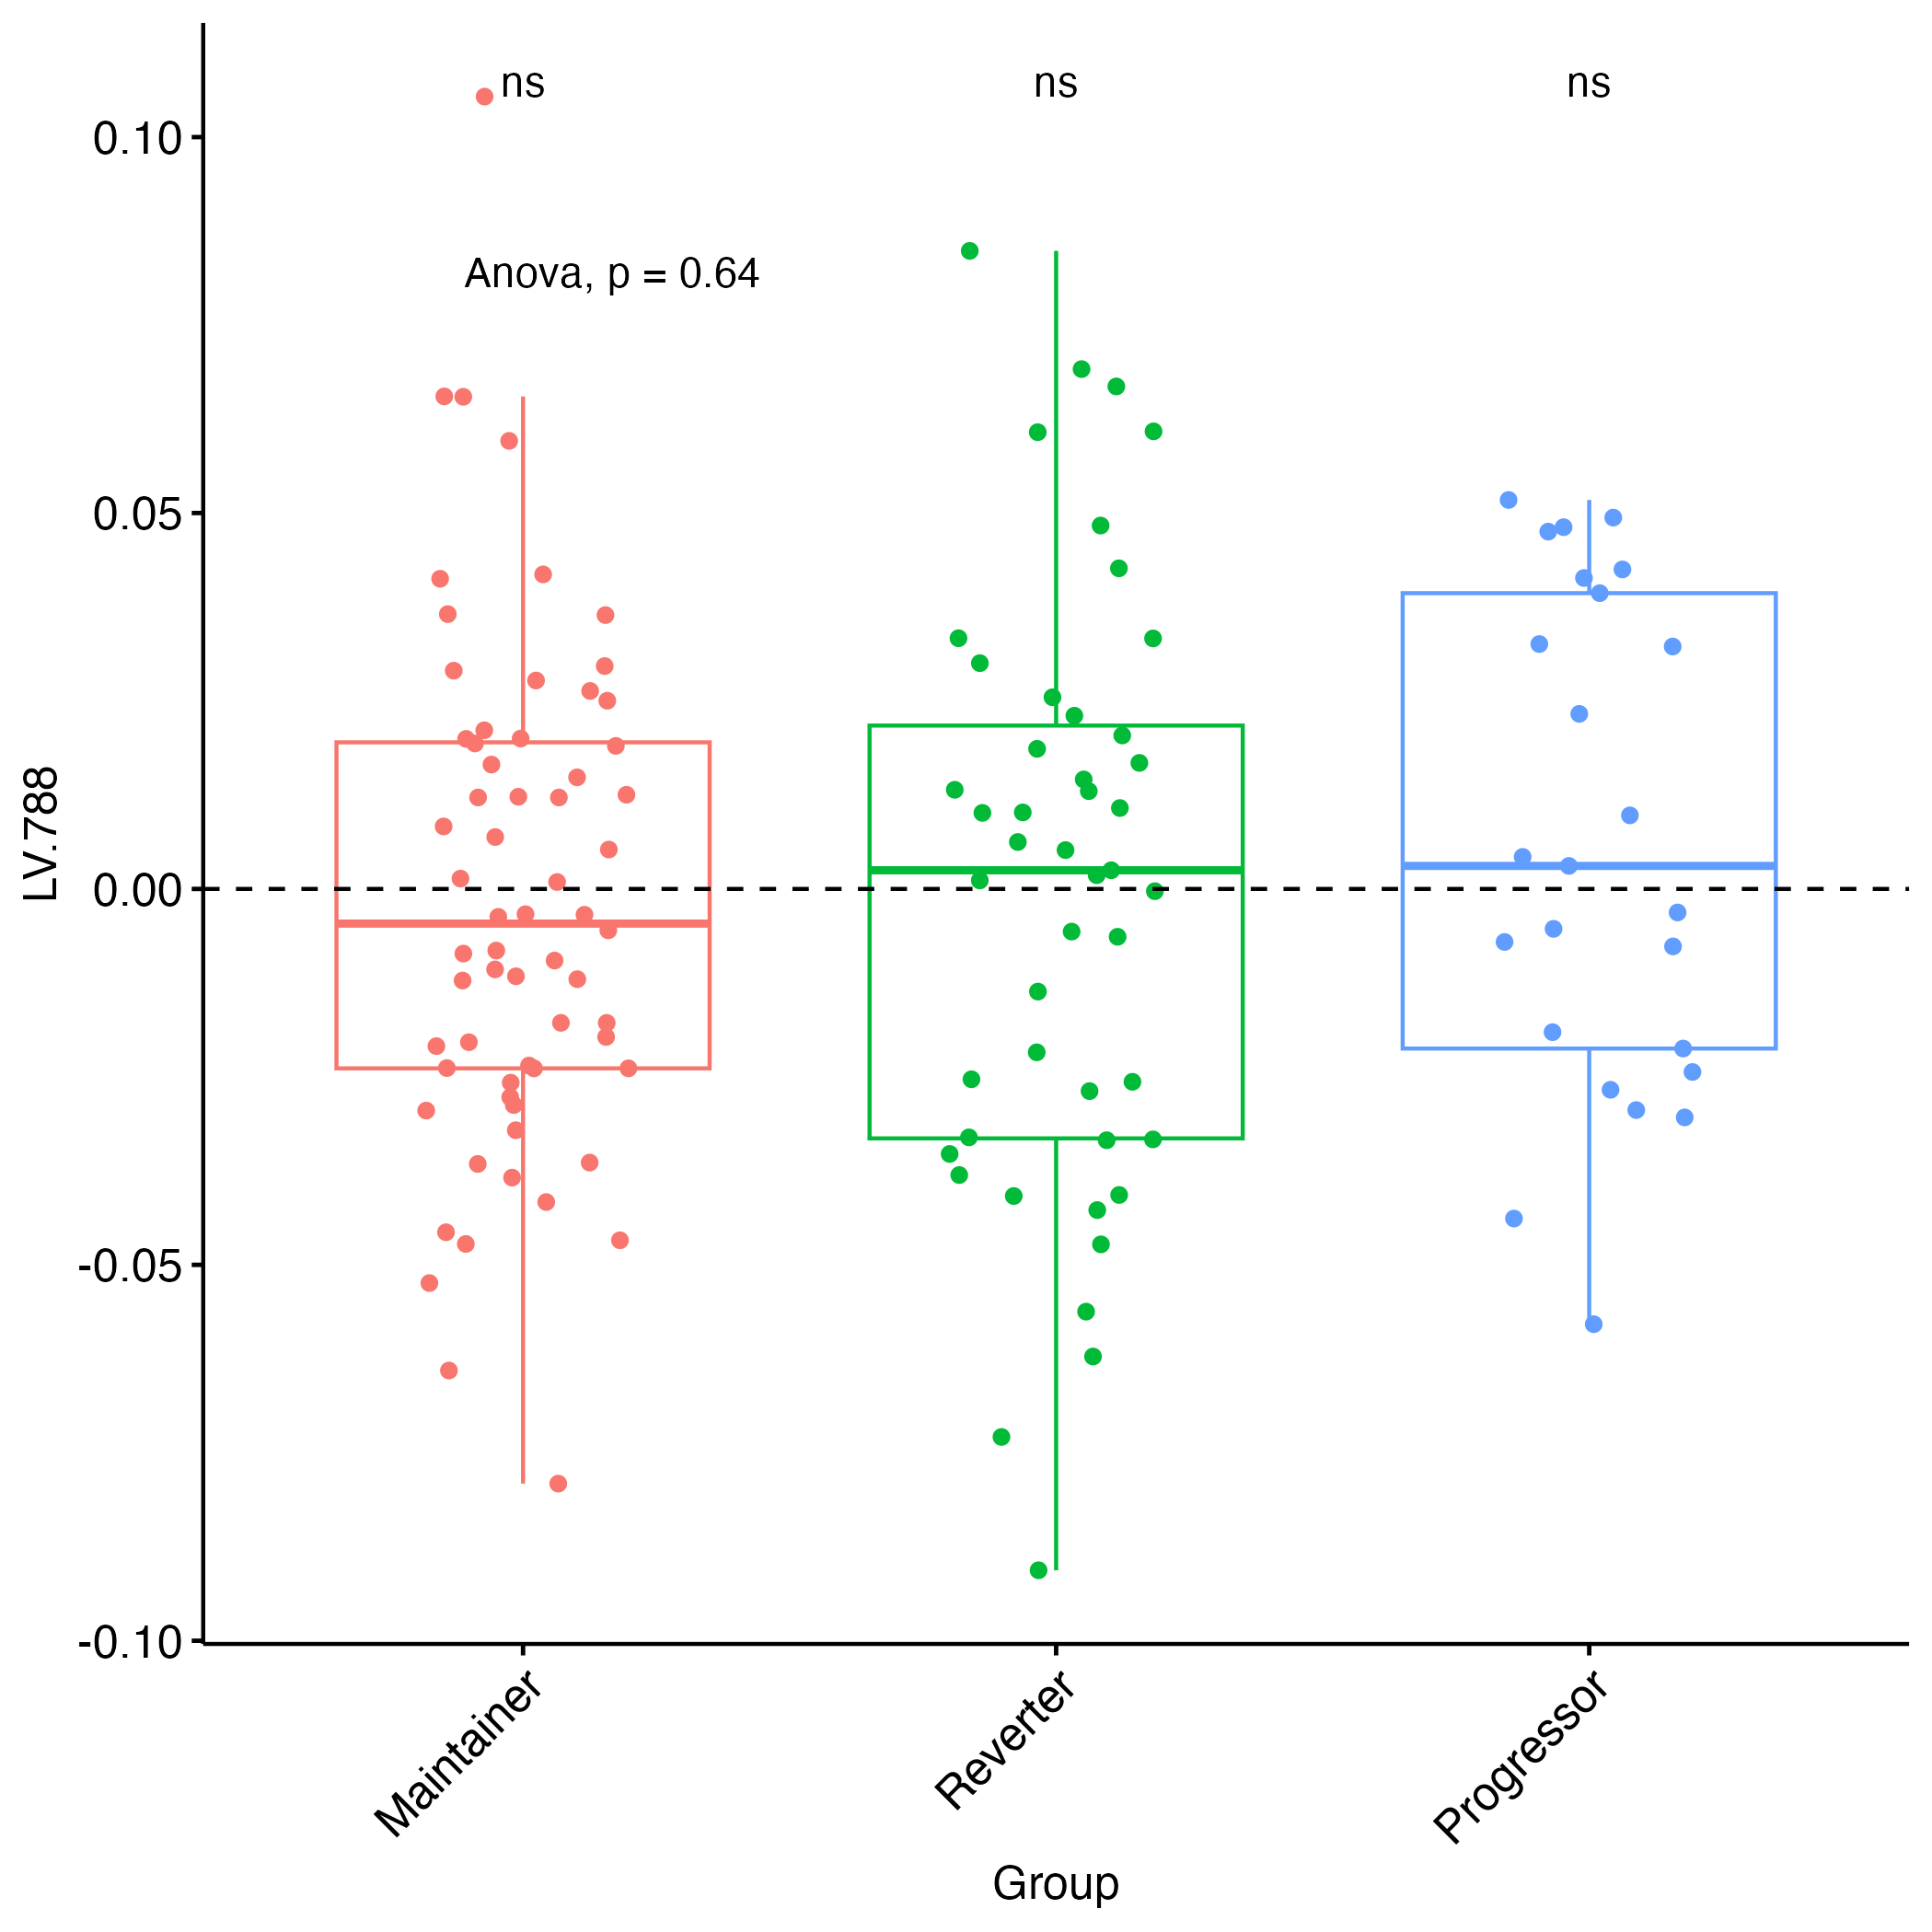 ns ns ns
Anova, p = 0.64
0.10
0.05
0.00
-0.05
-0.10
LV.788
Maintainer
Reverter
Progressor
Group